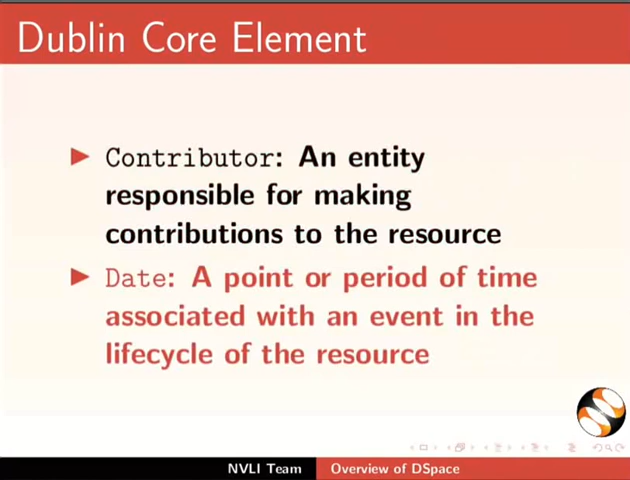 Dublin Core Element
Contributor: An entity
responsible for making
contributions to the resource
Date: A point or period of time
associated with an event in the
lifecycle of the resource
NVLI Team
Overview of DSpace